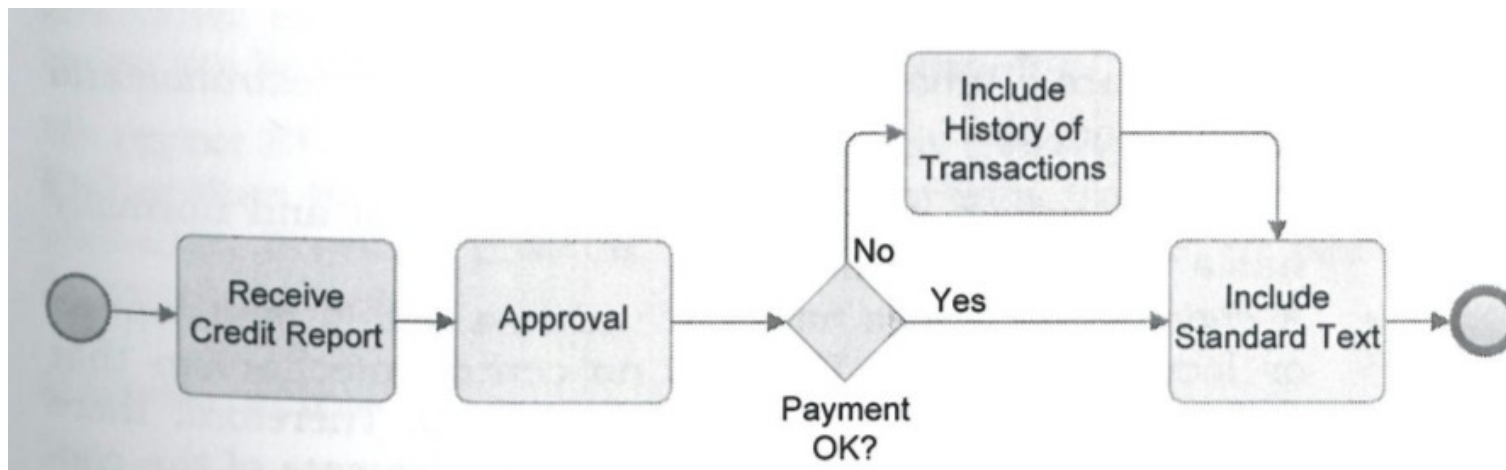 Receive
Credit Report
Approval
No
Yes
Payment
OK?
Include
History of
Transactions
Include
Standard Text